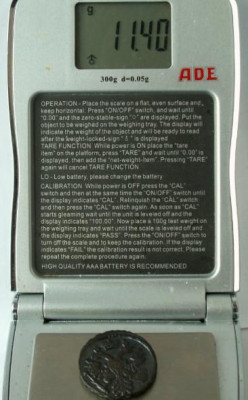 g
11.40
300g d=0.05g
ADE
OPERATION - Place the scale on a flat, even surface and,
keep horizontal. Press "ON/OFF" switch, and wait until
"0.00" and the zero-stable-sign are displayed. Put the
object to be weighed on the weighing tray. The display will
indicate the weight of the object and will be ready to read
after the weight-locked-sign is displayed
TARE FUNCTION: While power is ON place the "tare
item" on the platform, press "TARE" and wait until "0.00" is
displayed, then add the "net-weight-item". Pressing "TARE"
again will cancel TARE FUNCTION
LO - Low battery, please change the battery
CALIBRATION: While power is OFF press the "CAL"
switch and then at the same time the "ON/OFF" switch until
the display indicates "CAL". Relinquish the "CAL" switch
and then press the "CAL" switch again. As soon as "CAL"
starts gleaming wait until the unit is leveled off and the
display indicates "100.00". Now place a 100g test weight on
the weighing tray and wait until the scale is leveled off and
the display indicates "PASS". Press the "ON/OFF" switch to
turn off the scale and to keep the calibration. If the display
indicates "FAIL" the calibration result is not correct. Please
repeat the complete procedure again.
HIGH QUALITY AAA BATTERY IS RECOMMENDED